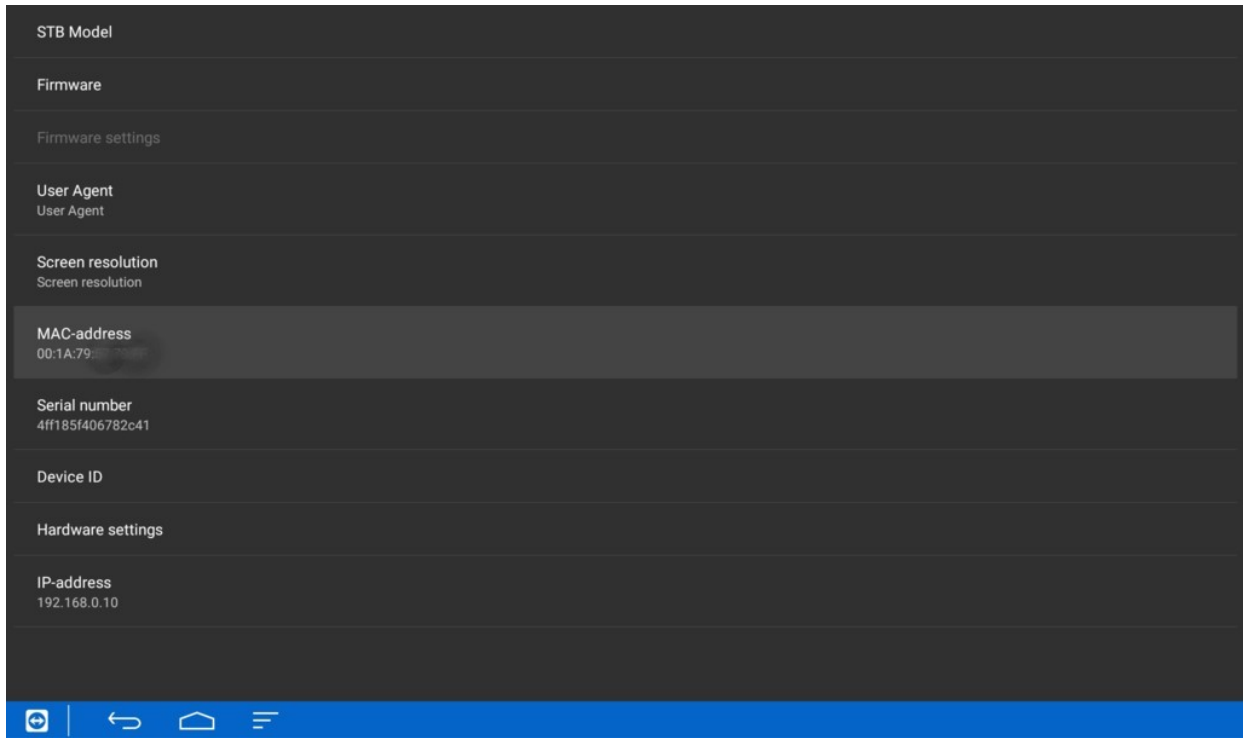 STB Model
Firmware
Firmware settings
User Agent
User Agent
Screen resolution
Screen resolution
MAC-address
00:1A:79:
Serial number
4ff185f406782c41
Device ID
Hardware settings
IP-address
192.168.0.10